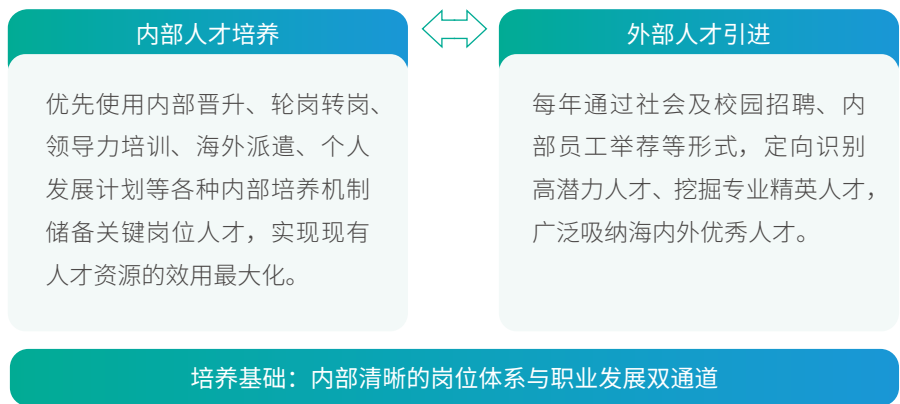 内部人才培养
优先使用内部晋升、轮岗转岗、
领导力培训、海外派遣、个人
发展计划等各种内部培养机制
储备关键岗位人才，实现现有
人才资源的效用最大化。
外部人才引进
每年通过社会及校园招聘、内
部员工举荐等形式，定向识别
高潜力人才、挖掘专业精英人才，
广泛吸纳海内外优秀人才。
培养基础：内部清晰的岗位体系与职业发展双通道